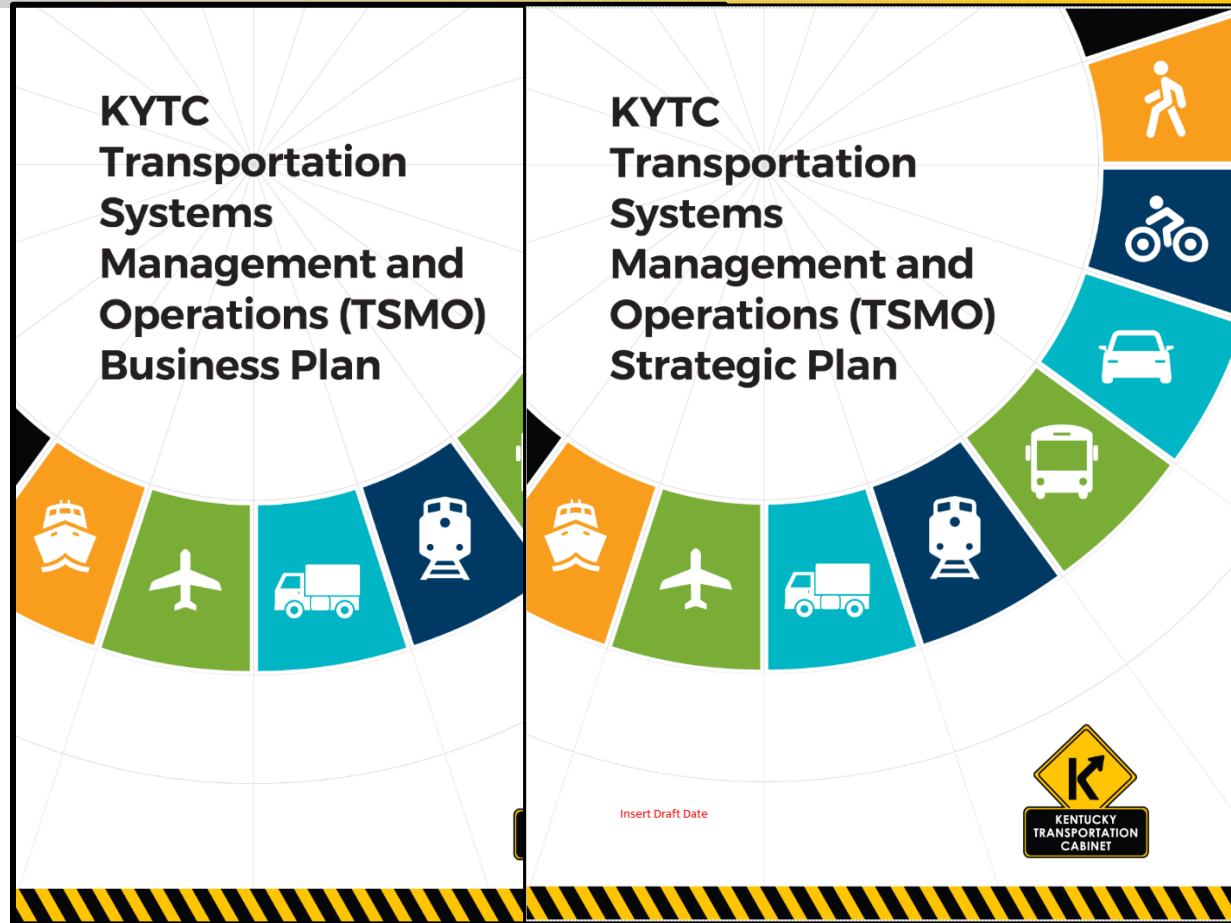 KYTC
Transportation
Systems
Management and
Operations (TSMO)
Business Plan
KYTC
Transportation
Systems
Management and
Operations (TSMO)
Strategic Plan
Insert Draft Date
K
KENTUCKY
TRANSPORTATION
CABINET